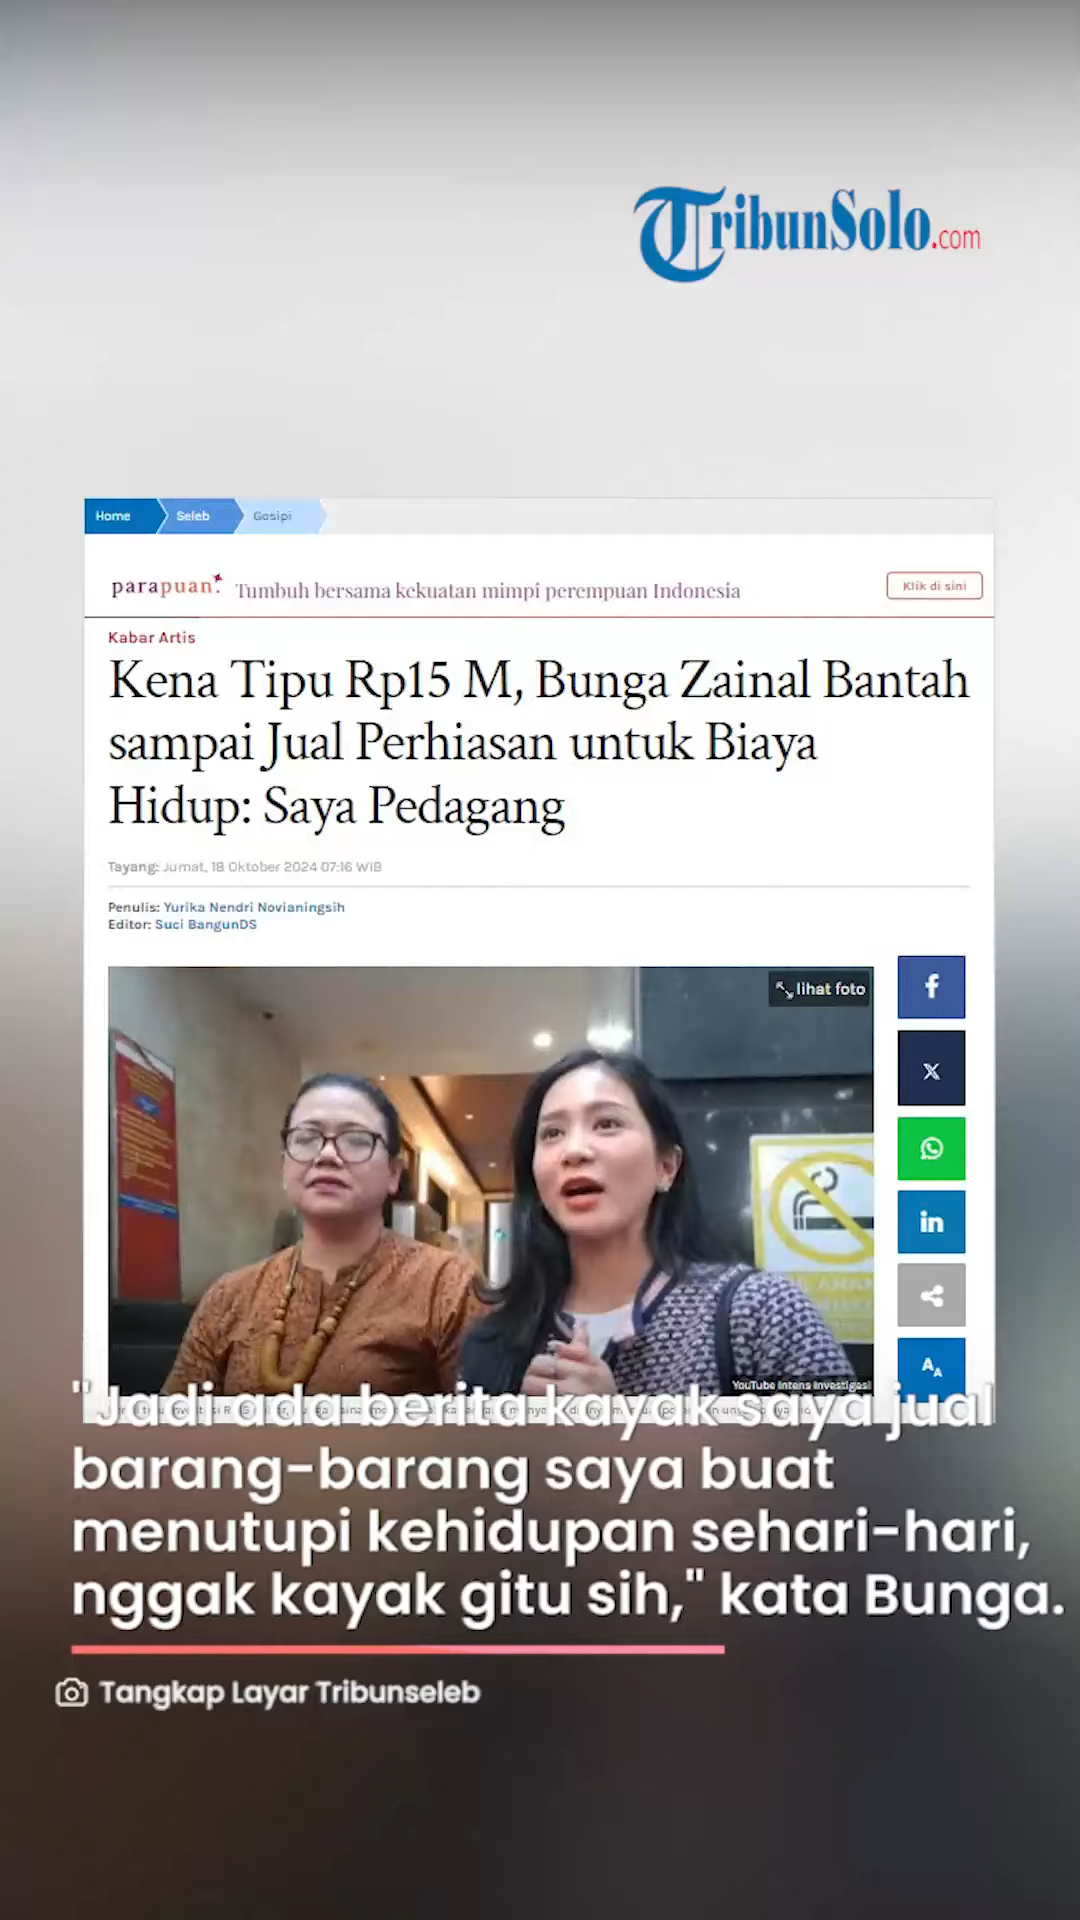 TribunSolo.com
Home Seleb Gosipi
parapuan. Tumbuh bersama kekuatan mimpi perempuan Indonesia Klik di sini
Kabar Artis
Kena Tipu Rp15 M, Bunga Zainal Bantah
sampai Jual Perhiasan untuk Biaya
Hidup: Saya Pedagang
Tayang: Jumat, 18 Oktober 2024 07:16 WIB
Penulis: Yurika Nendri Novianingsih
Editor: Suci BangunDS
lihat foto
YouTube Intens Investigasi
"Jadi ada berita kayak saya jual
barang-barang saya buat
menutupi kehidupan sehari-hari,
nggak kayak gitu sih," kata Bunga.
Tangkap Layar Tribunseleb